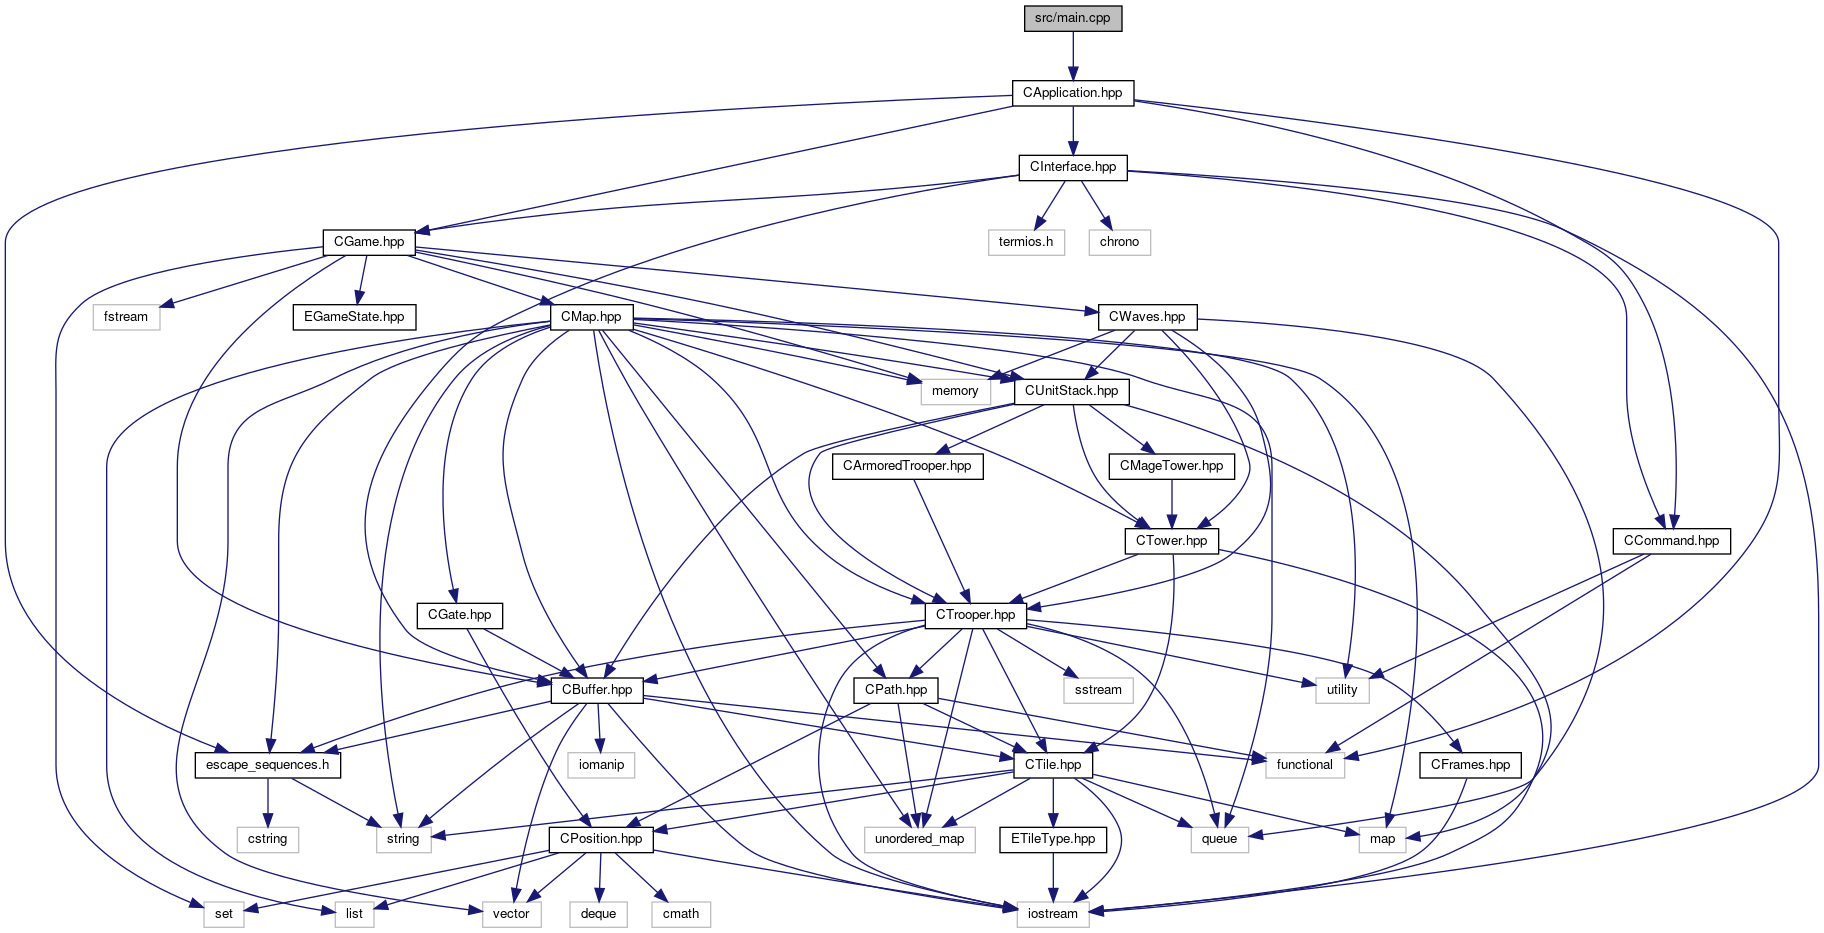 src/main.cpp
CApplication.hpp
CInterface.hpp
CGame.hpp
termios.h
chrono
fstream
EGameState.hpp
CMap.hpp
CWaves.hpp
memory
CUnitStack.hpp
CArmoredTrooper.hpp
CMageTower.hpp
CTower.hpp
CCommand.hpp
CGate.hpp
CTrooper.hpp
CBuffer.hpp
CPath.hpp
sstream
utility
escape_sequences.h
iomanip
CTile.hpp
functional
CFrames.hpp
cstring
string
CPosition.hpp
unordered_map
ETileType.hpp
queue
map
set
list
vector
deque
cmath
iostream